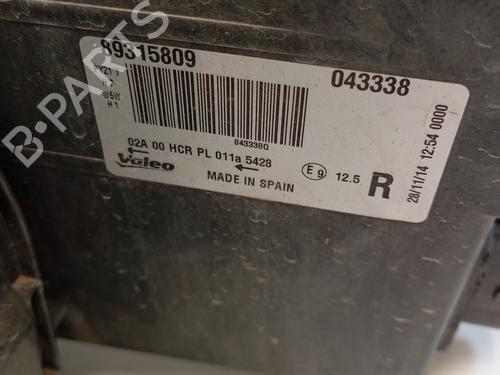 89315809
043338
PYZ1
W5W
H1
043338Q
02A 00 HCR PL 011a 5428
Valeo
MADE IN SPAIN
E9
12.5
R
28/11/14 12:54 0000
B-PARTS